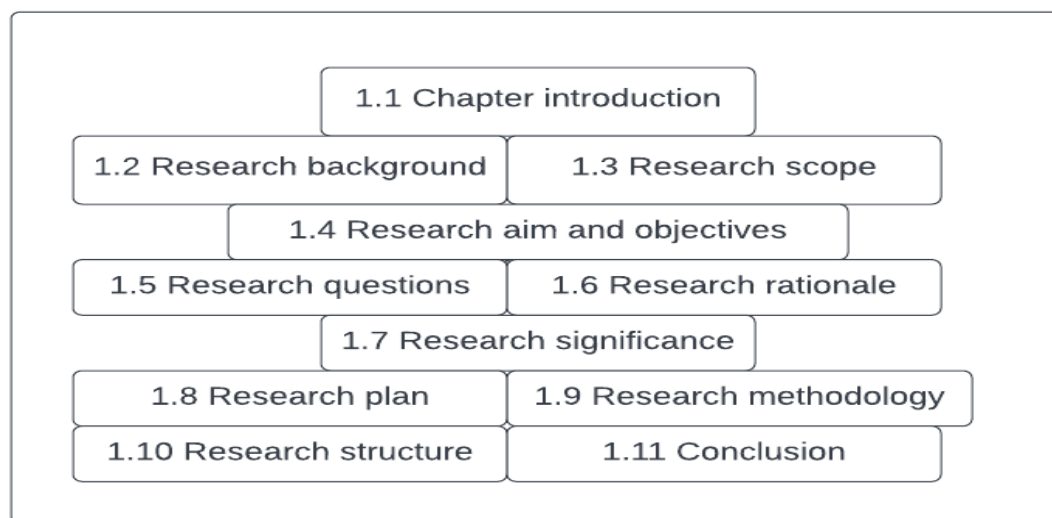 1.1 Chapter introduction
1.2 Research background
1.3 Research scope
1.4 Research aim and objectives
1.5 Research questions
1.6 Research rationale
1.7 Research significance
1.8 Research plan
1.9 Research methodology
1.10 Research structure
1.11 Conclusion